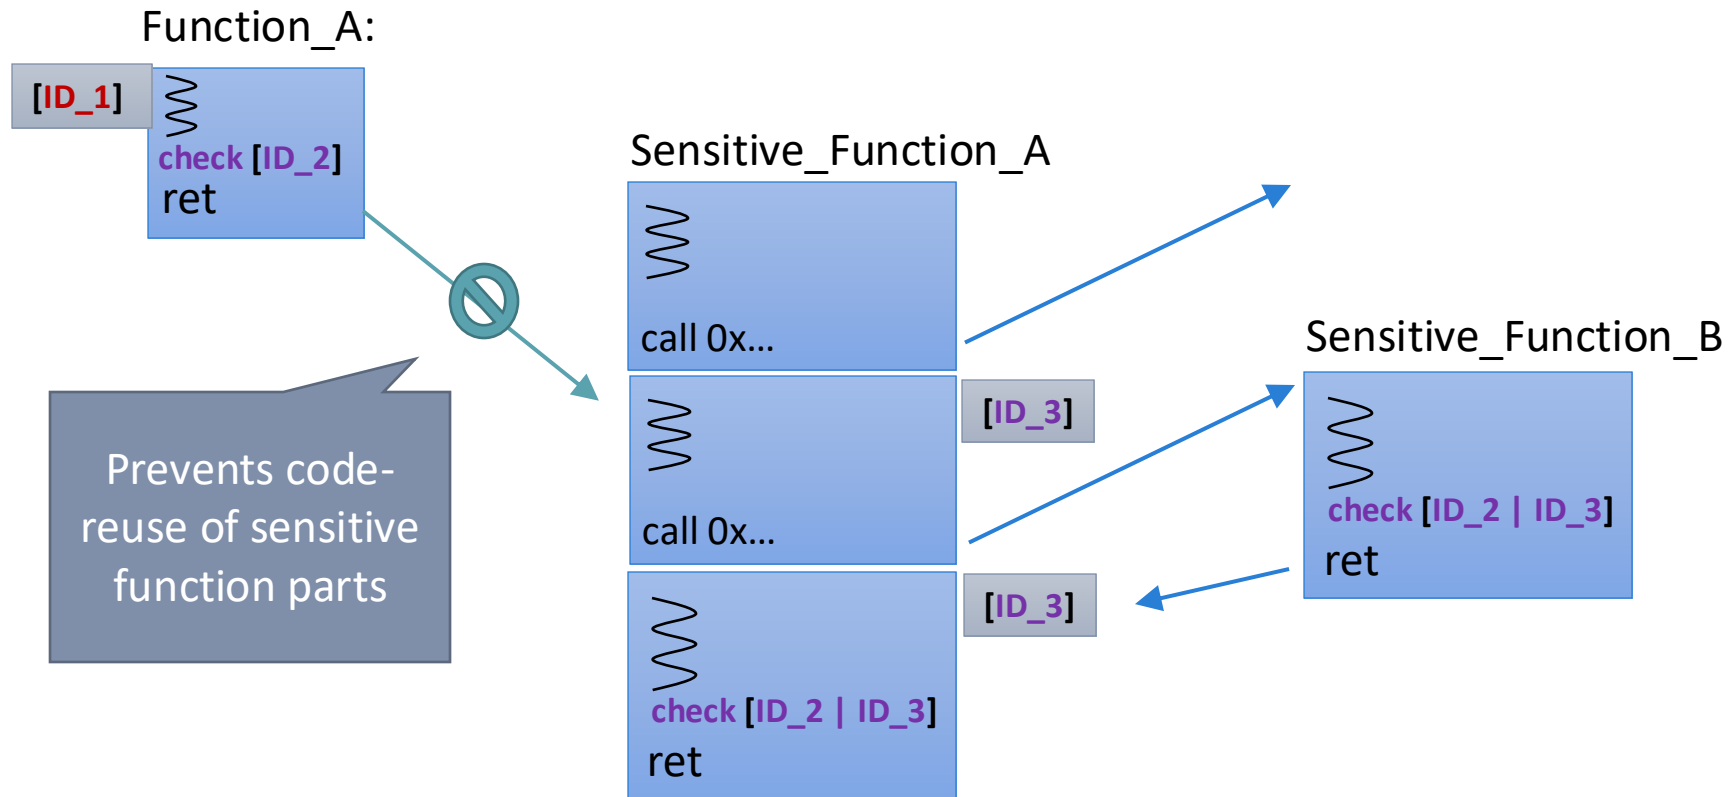 Function_A:
[ID_1]
check [ID_2]
ret
Sensitive_Function_A
call 0x...
[ID_3]
call 0x...
[ID_3]
check [ID_2 | ID_3]
ret
Sensitive_Function_B
check [ID_2 | ID_3]
ret
Prevents code-
reuse of sensitive
function parts